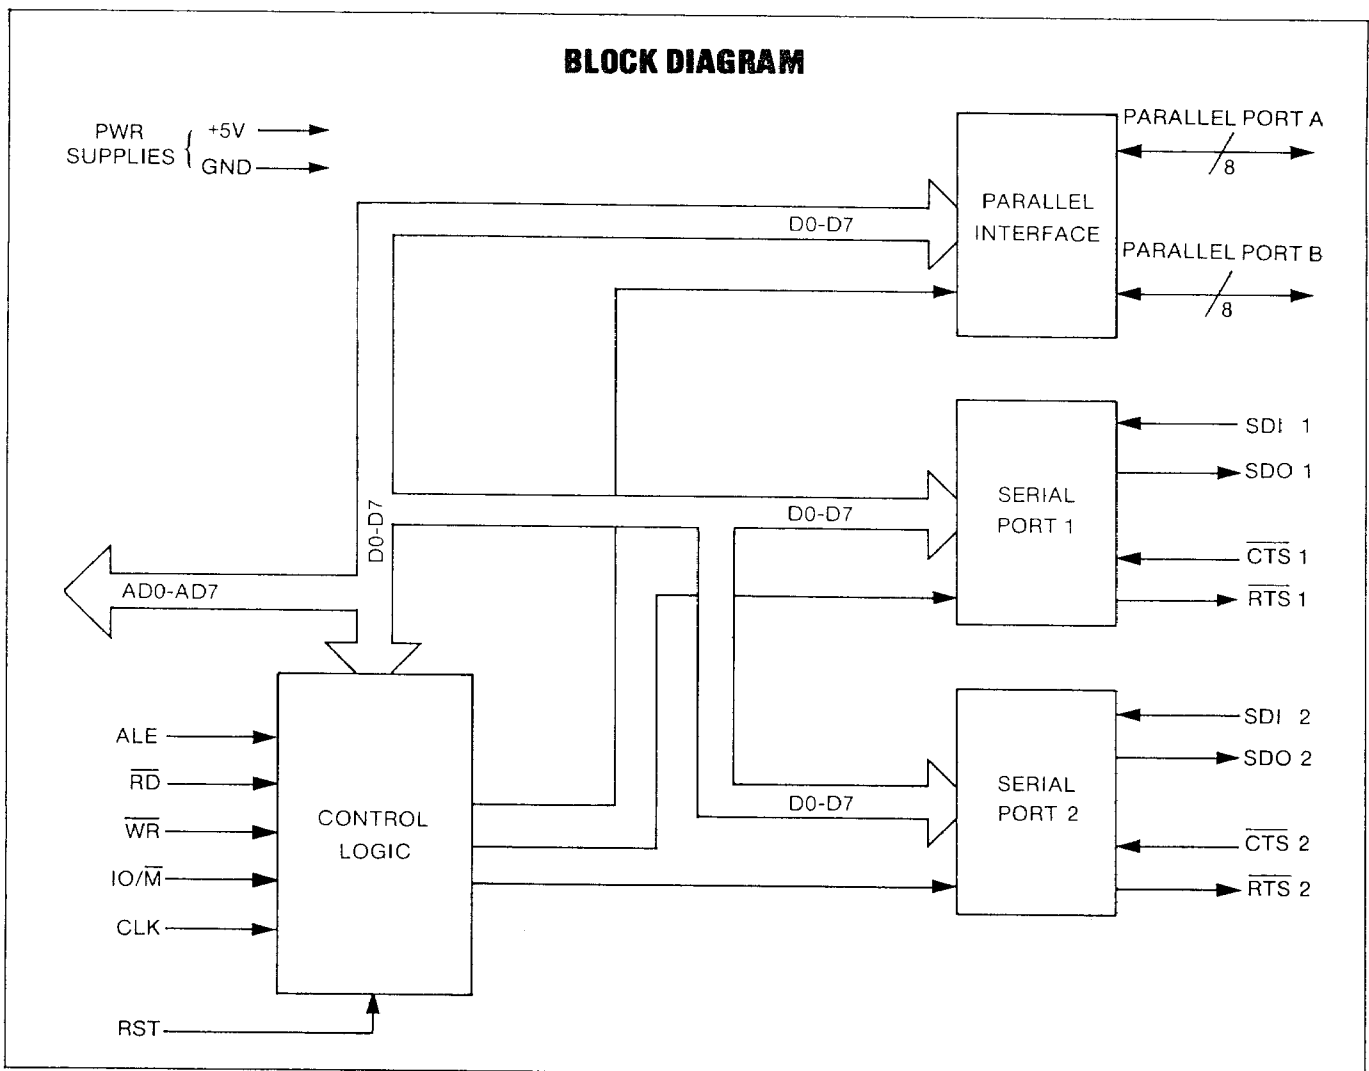 BLOCK DIAGRAM
PWR
SUPPLIES
+5V
GND
PARALLEL PORT A
8
PARALLEL
INTERFACE
D0-D7
PARALLEL PORT B
8
SDI 1
SDO 1
SERIAL
PORT 1
D0-D7
D0-D7
CTS 1
RTS 1
AD0-AD7
SDI 2
SDO 2
SERIAL
PORT 2
D0-D7
CTS 2
RTS 2
ALE
RD
WR
IO/M
CLK
CONTROL
LOGIC
RST